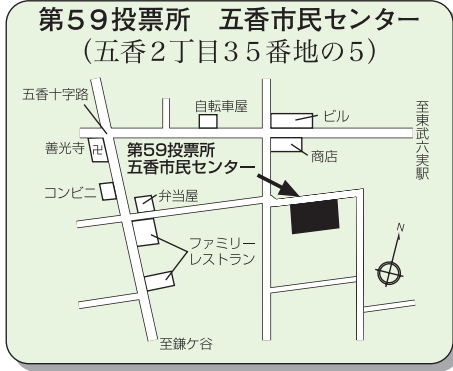 第59投票所　五香市民センター
（五香2丁目35番地の5）
五香十字路
自転車屋
ビル
至東武六実駅
善光寺
卍
第59投票所
五香市民センター
商店
コンビニ
弁当屋
ファミリー
レストラン
N
至鎌ケ谷